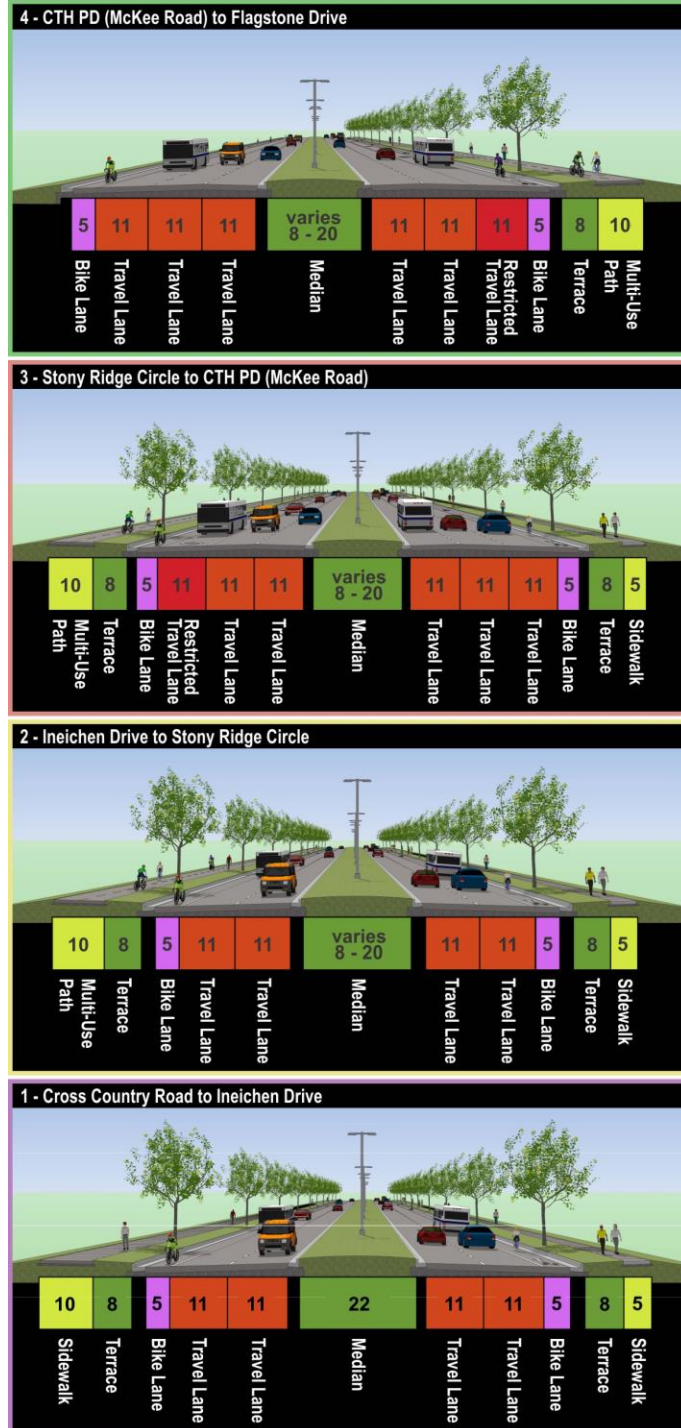 4 - CTH PD (McKee Road) to Flagstone Drive
5 11 11 11 varies 8 - 20 11 11 11 5 8 10
Bike Lane
Travel Lane
Travel Lane
Travel Lane
Median
Travel Lane
Travel Lane
Restricted
Travel Lane
Bike Lane
Terrace
Multi-Use
Path
3 - Stony Ridge Circle to CTH PD (McKee Road)
10 8 5 11 11 11 varies 8 - 20 11 11 11 5 8 5
Multi-Use
Path
Terrace
Bike Lane
Restricted
Travel Lane
Travel Lane
Travel Lane
Median
Travel Lane
Travel Lane
Travel Lane
Bike Lane
Terrace
Sidewalk
2 - Ineichen Drive to Stony Ridge Circle
10 8 5 11 11 varies 8 - 20 11 11 5 8 5
Multi-Use
Path
Terrace
Bike Lane
Travel Lane
Travel Lane
Median
Travel Lane
Travel Lane
Bike Lane
Terrace
Sidewalk
1 - Cross Country Road to Ineichen Drive
10 8 5 11 11 22 11 11 5 8 5
Sidewalk
Terrace
Bike Lane
Travel Lane
Travel Lane
Median
Travel Lane
Travel Lane
Bike Lane
Terrace
Sidewalk